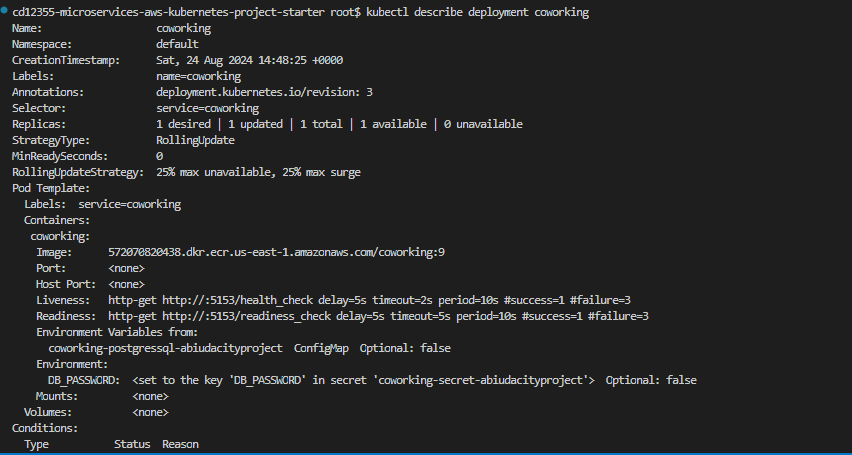 cd12355-microservices-aws-kubernetes-project-starter root$ kubectl describe deployment coworking
Name:                   coworking
Namespace:              default
CreationTimestamp:      Sat, 24 Aug 2024 14:48:25 +0000
Labels:                 name=coworking
Annotations:            deployment.kubernetes.io/revision: 3
Selector:               service=coworking
Replicas:               1 desired | 1 updated | 1 total | 1 available | 0 unavailable
StrategyType:           RollingUpdate
MinReadySeconds:        0
RollingUpdateStrategy:  25% max unavailable, 25% max surge
Pod Template:
  Labels:  service=coworking
  Containers:
   coworking:
    Image:      572070820438.dkr.ecr.us-east-1.amazonaws.com/coworking:9
    Port:       <none>
    Host Port:  <none>
    Liveness:   http-get http://:5153/health_check delay=5s timeout=2s period=10s #success=1 #failure=3
    Readiness:  http-get http://:5153/readiness_check delay=5s timeout=5s period=10s #success=1 #failure=3
    Environment Variables from:
      coworking-postgressql-abiudacityproject  ConfigMap  Optional: false
    Environment:
      DB_PASSWORD:  <set to the key 'DB_PASSWORD' in secret 'coworking-secret-abiudacityproject'>  Optional: false
    Mounts:         <none>
  Volumes:          <none>
Conditions:
  Type           Status  Reason